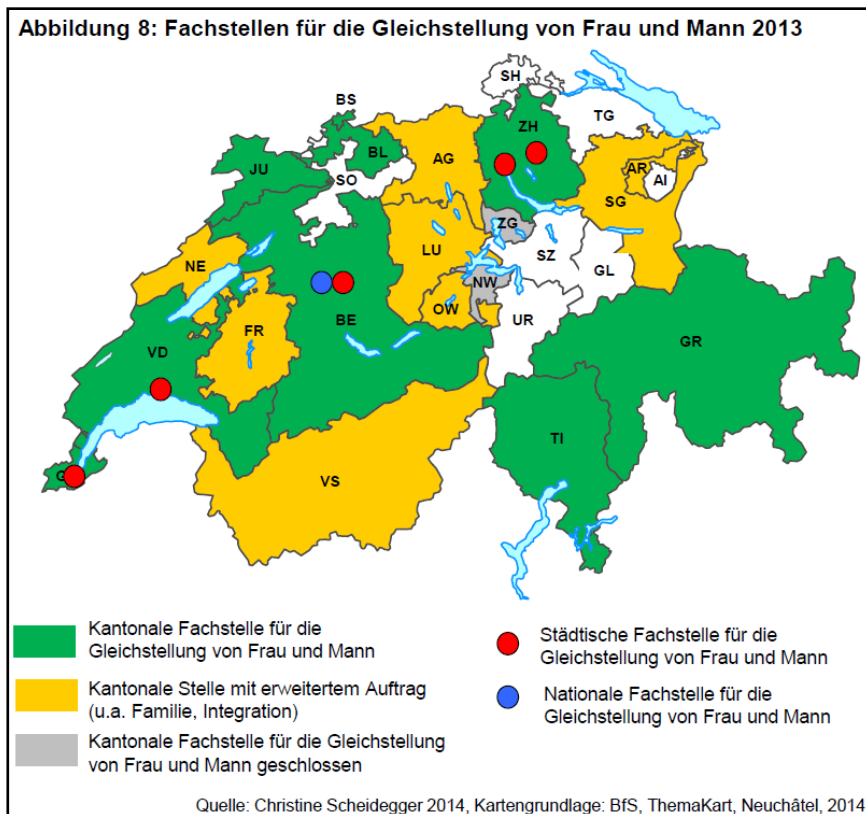 Abbildung 8: Fachstellen für die Gleichstellung von Frau und Mann 2013
SH
BS
TG
ZH
BL
AG
JU
SO
AR
AI
SG
ZG
NE
LU
SZ
GL
NW
OW
BE
FR
UR
VD
GR
TI
G
VS
Kantonale Fachstelle für die
Gleichstellung von Frau und Mann
Kantonale Stelle mit erweitertem Auftrag
(u.a. Familie, Integration)
Kantonale Fachstelle für die Gleichstellung
von Frau und Mann geschlossen
Städtische Fachstelle für die
Gleichstellung von Frau und Mann
Nationale Fachstelle für die
Gleichstellung von Frau und Mann
Quelle: Christine Scheidegger 2014, Kartengrundlage: BfS, ThemaKart, Neuchâtel, 2014